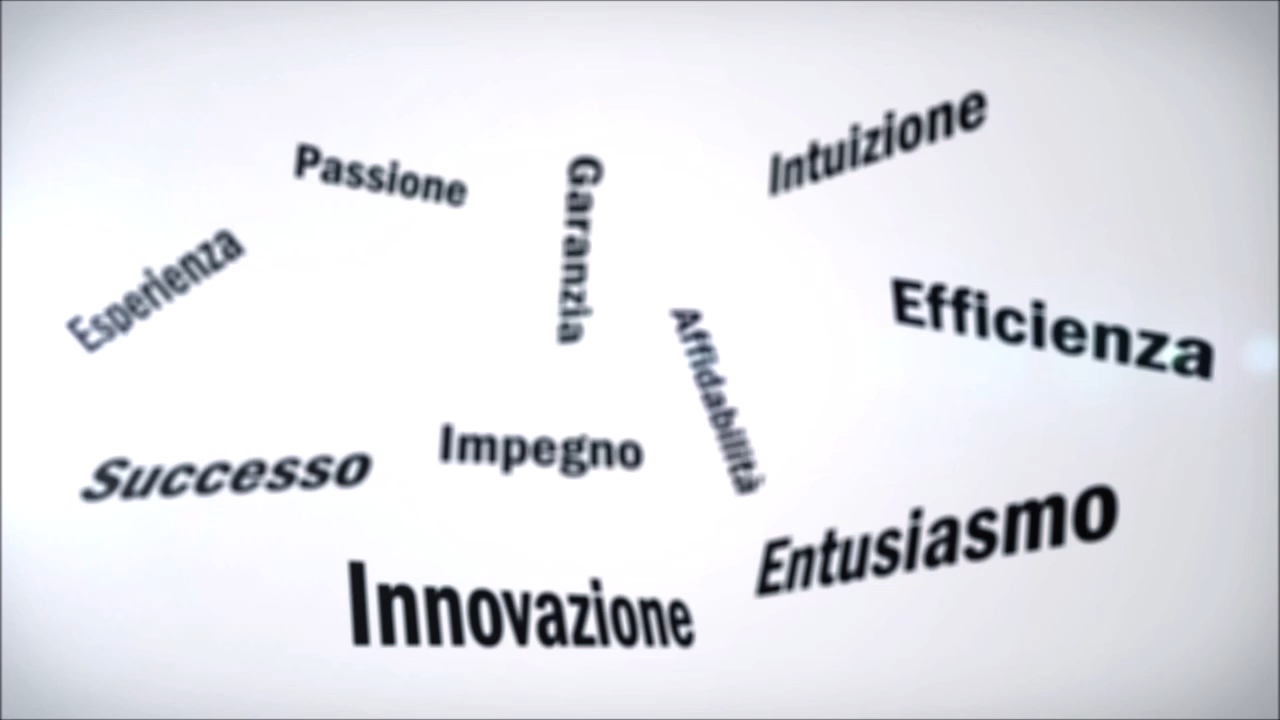 Intuizione
Passione
Garanzia
Esperienza
Efficienza
Affidabilità
Impegno
Successo
Entusiasmo
Innovazione